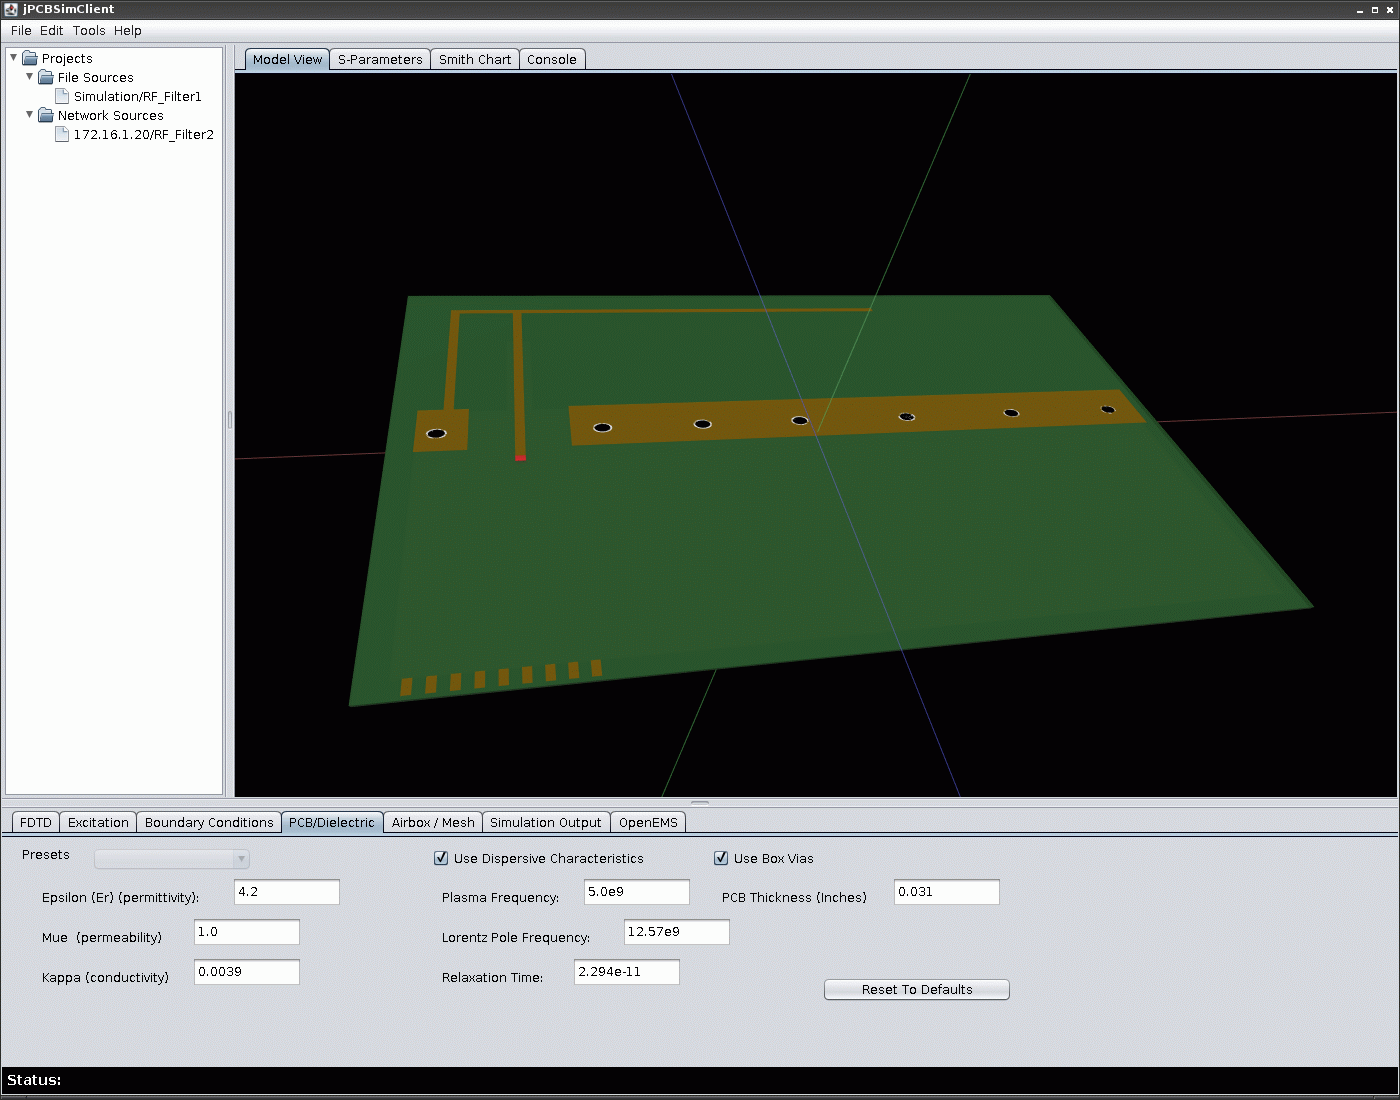 jPCBSimClient
File Edit Tools Help
Projects
File Sources
Simulation/RF_Filter1
Network Sources
172.16.1.20/RF_Filter2
Model View S-Parameters Smith Chart Console
FDTD Excitation Boundary Conditions PCB/Dielectric Airbox / Mesh Simulation Output OpenEMS
Presets Use Dispersive Characteristics Use Box Vias
Epsilon (Er) (permittivity): 4.2 Plasma Frequency: 5.0e9 PCB Thickness (Inches) 0.031
Mue (permeability) 1.0 Lorentz Pole Frequency: 12.57e9
Kappa (conductivity) 0.0039 Relaxation Time: 2.294e-11
Reset To Defaults
Status: